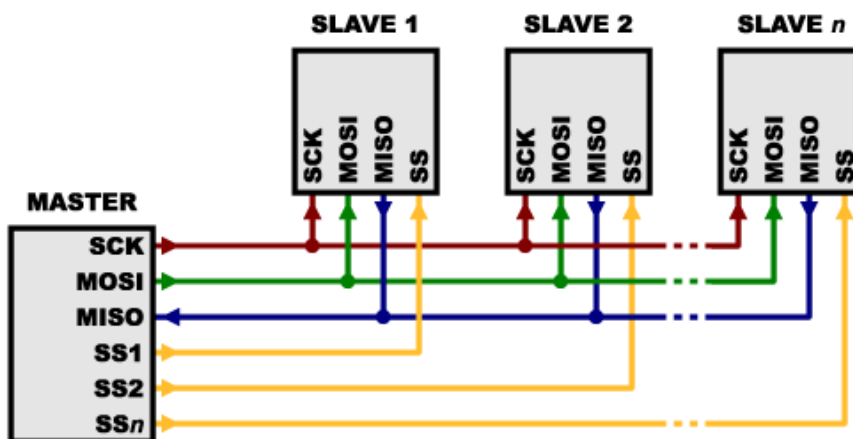 SLAVE 1
SLAVE 2
SLAVE n
SCK
MOSI
MISO
SS
SCK
MOSI
MISO
SS
SCK
MOSI
MISO
SS
MASTER
SCK
MOSI
MISO
SS1
SS2
SSn